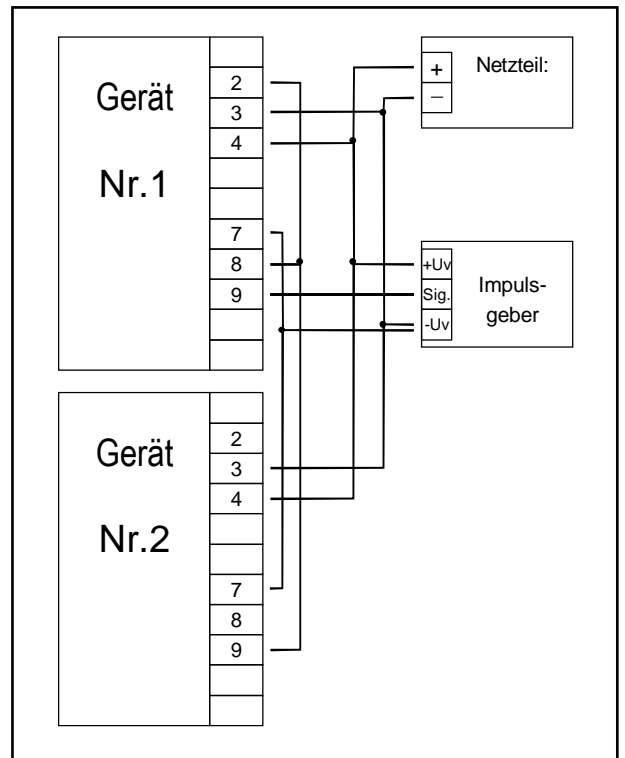 Gerät
Nr.1
2
3
4
7
8
9
Netzteil:
+
–
+Uv
Sig.
-Uv
Impuls-
geber
Gerät
Nr.2
2
3
4
7
8
9